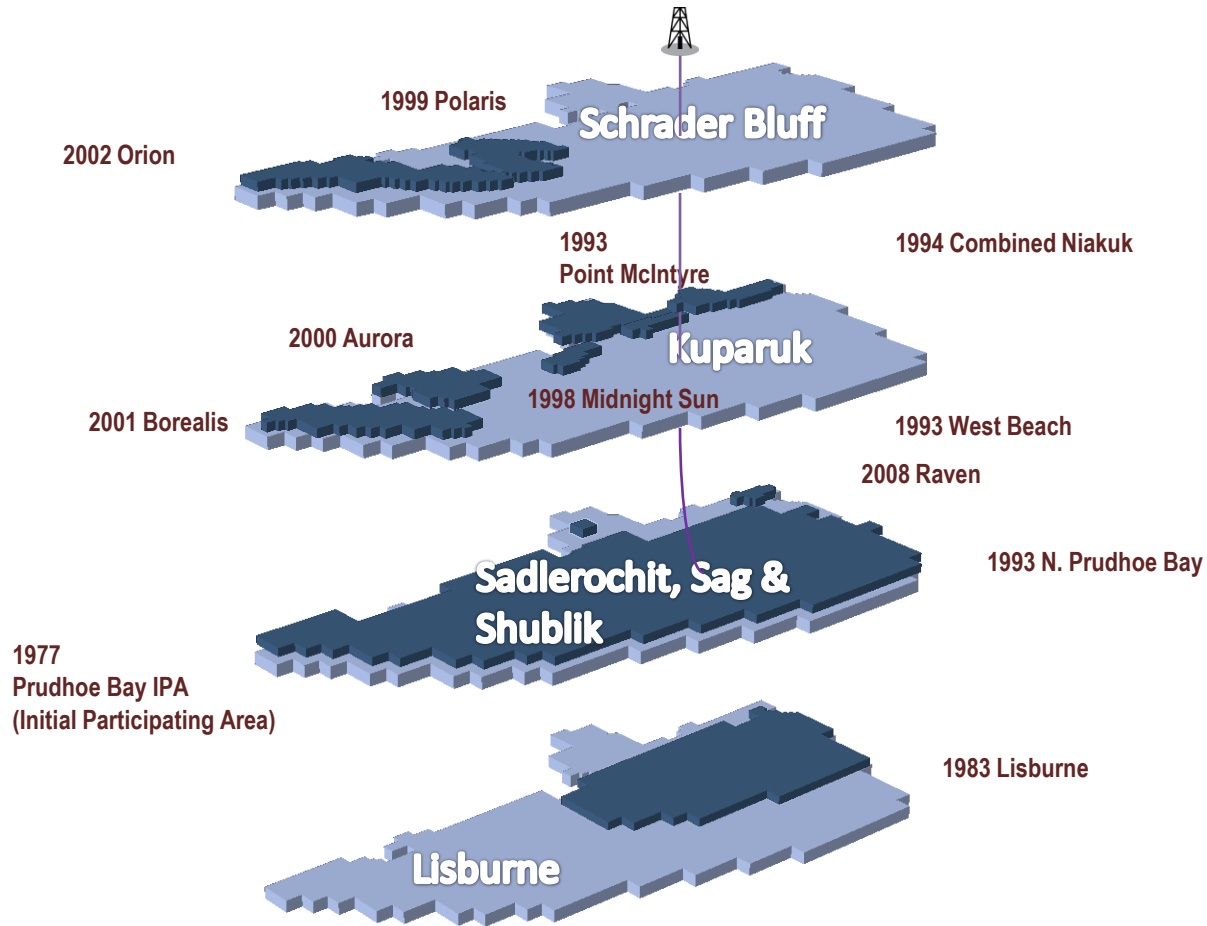 1999 Polaris
Schrader Bluff
2002 Orion
1993
Point McIntyre
1994 Combined Niakuk
2000 Aurora
Kuparuk
1998 Midnight Sun
2001 Borealis
1993 West Beach
2008 Raven
Sadlerochit, Sag &
Shublik
1993 N. Prudhoe Bay
1977
Prudhoe Bay IPA
(Initial Participating Area)
1983 Lisburne
Lisburne